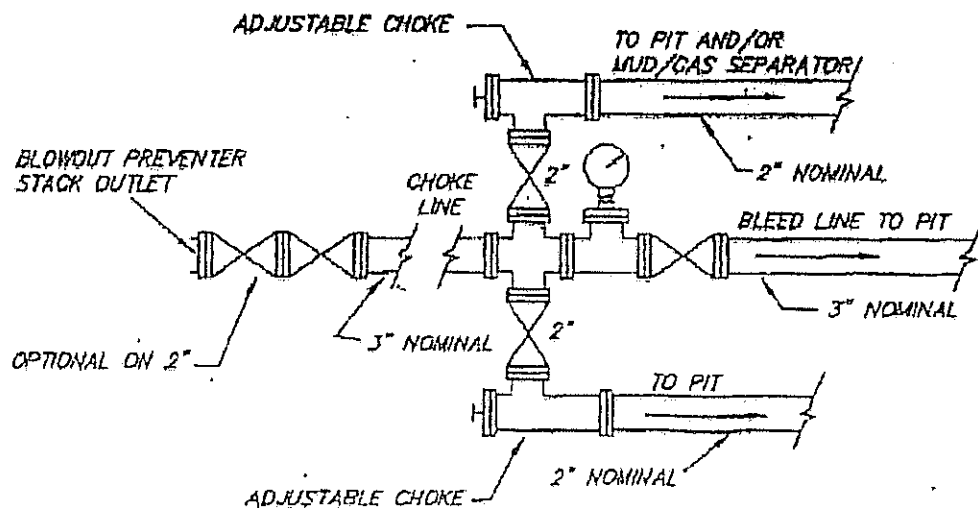 ADJUSTABLE CHOKE
TO PIT AND/OR
MUD/GAS SEPARATOR
2"
2" NOMINAL
BLOWOUT PREVENTER
STACK OUTLET
CHOKE
LINE
BLEED LINE TO PIT
3" NOMINAL
3" NOMINAL
OPTIONAL ON 2"
2"
TO PIT
2" NOMINAL
ADJUSTABLE CHOKE